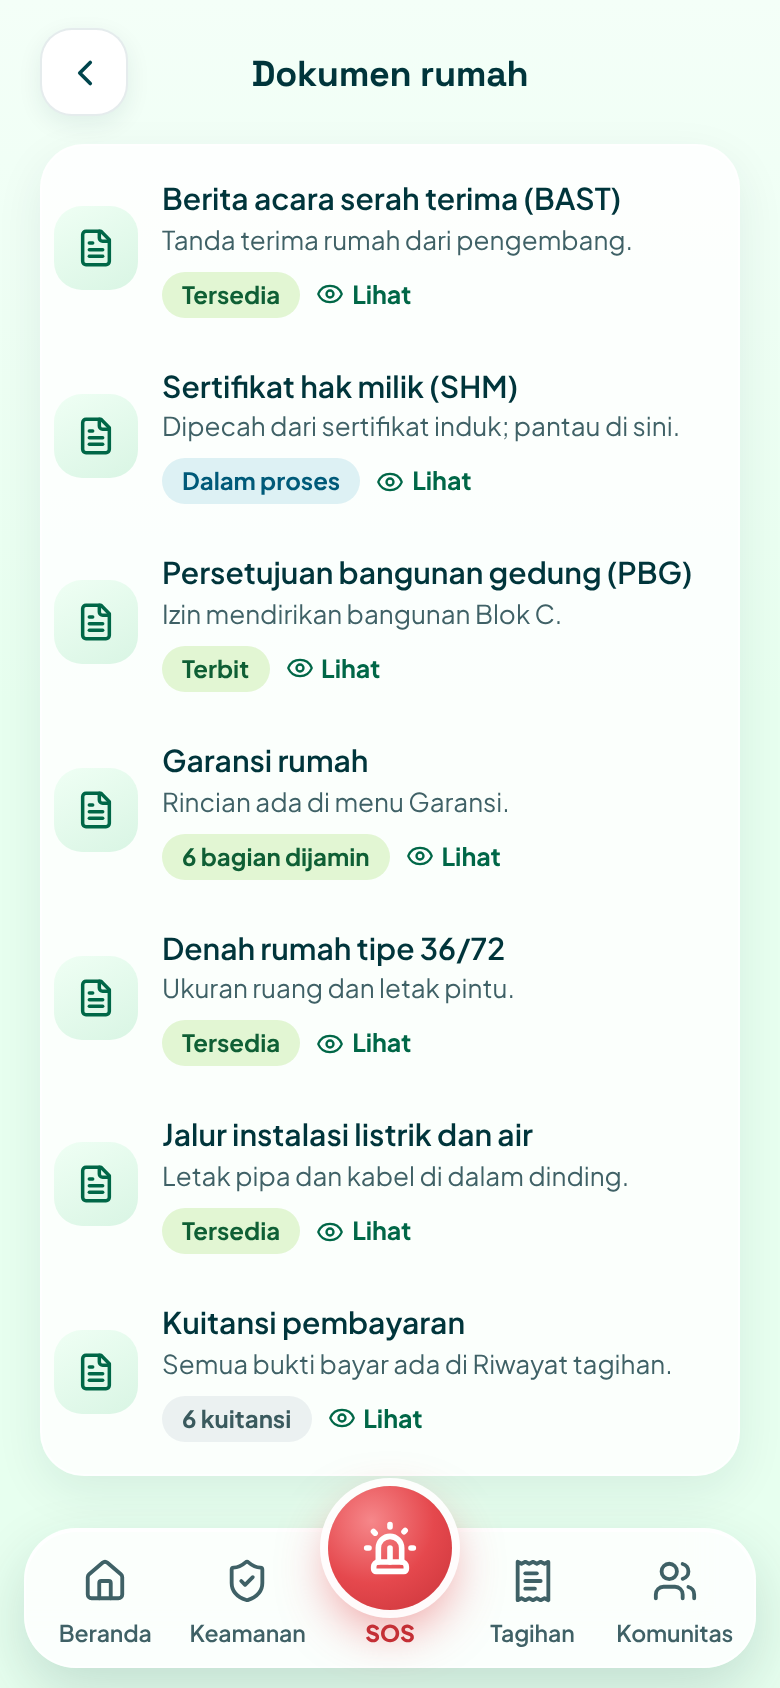 Dokumen rumah
Berita acara serah terima (BAST)
Tanda terima rumah dari pengembang.
Tersedia Lihat
Sertifikat hak milik (SHM)
Dipecah dari sertifikat induk; pantau di sini.
Dalam proses Lihat
Persetujuan bangunan gedung (PBG)
Izin mendirikan bangunan Blok C.
Terbit Lihat
Garansi rumah
Rincian ada di menu Garansi.
6 bagian dijamin Lihat
Denah rumah tipe 36/72
Ukuran ruang dan letak pintu.
Tersedia Lihat
Jalur instalasi listrik dan air
Letak pipa dan kabel di dalam dinding.
Tersedia Lihat
Kuitansi pembayaran
Semua bukti bayar ada di Riwayat tagihan.
6 kuitansi Lihat
Beranda Keamanan SOS Tagihan Komunitas